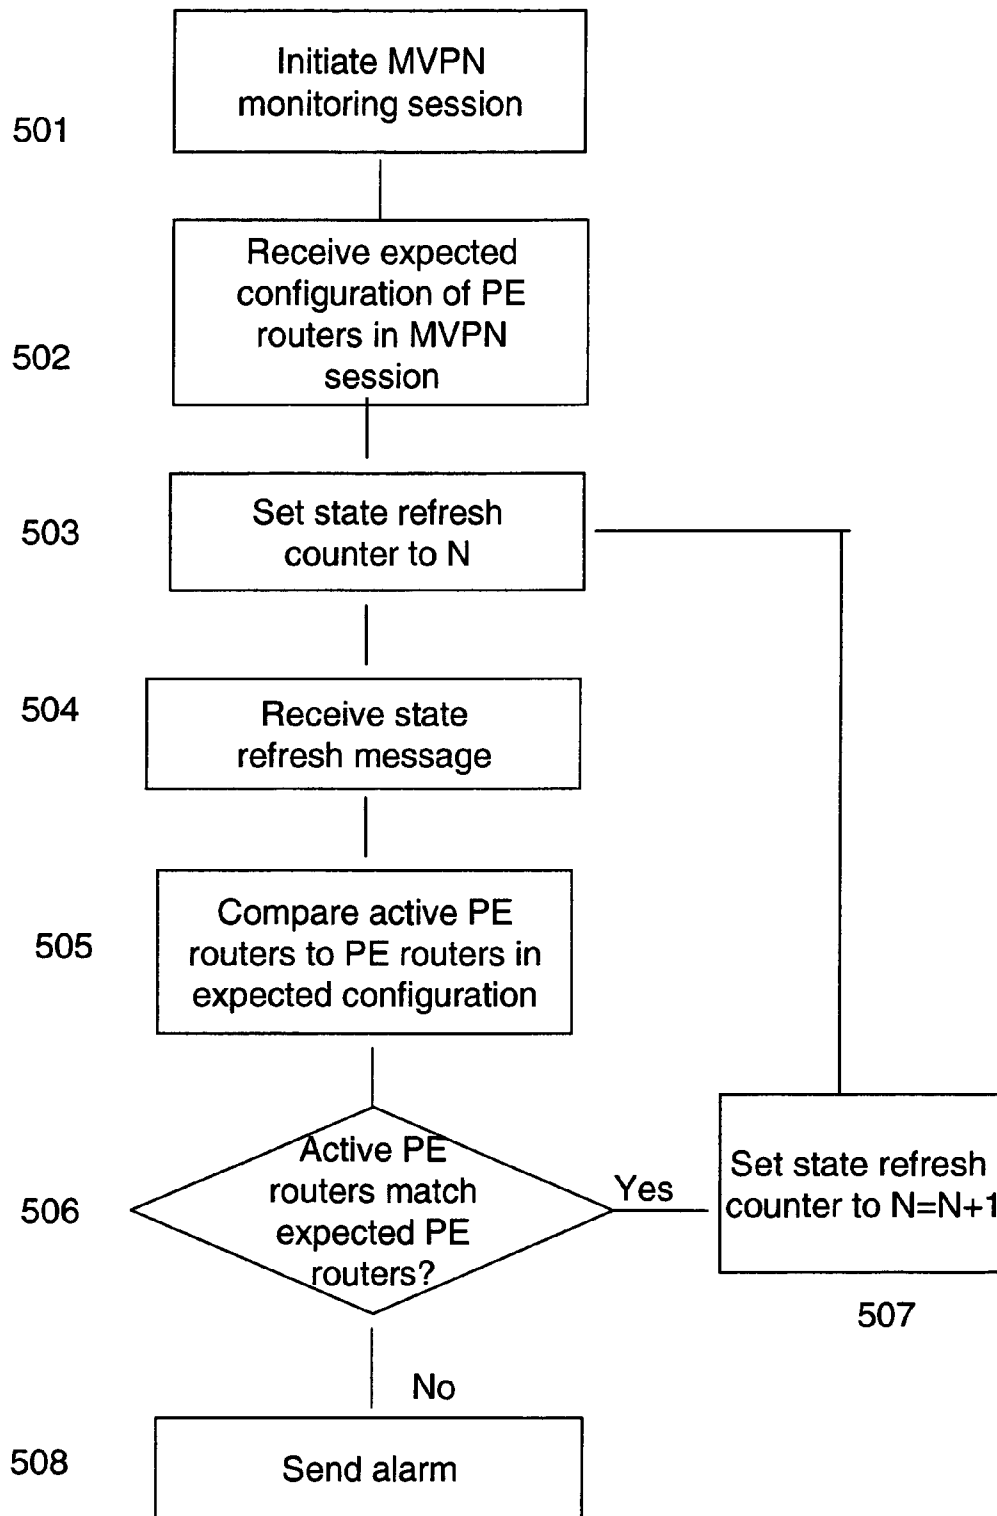 Initiate MVPN
monitoring session
501
Receive expected
configuration of PE
routers in MVPN
session
502
Set state refresh
counter to N
503
504
Receive state
refresh message
Compare active PE
routers to PE routers in
expected configuration
505
Active PE
routers match
expected PE
routers?
506
Yes
Set state refresh
counter to N=N+1
507
No
508
Send alarm